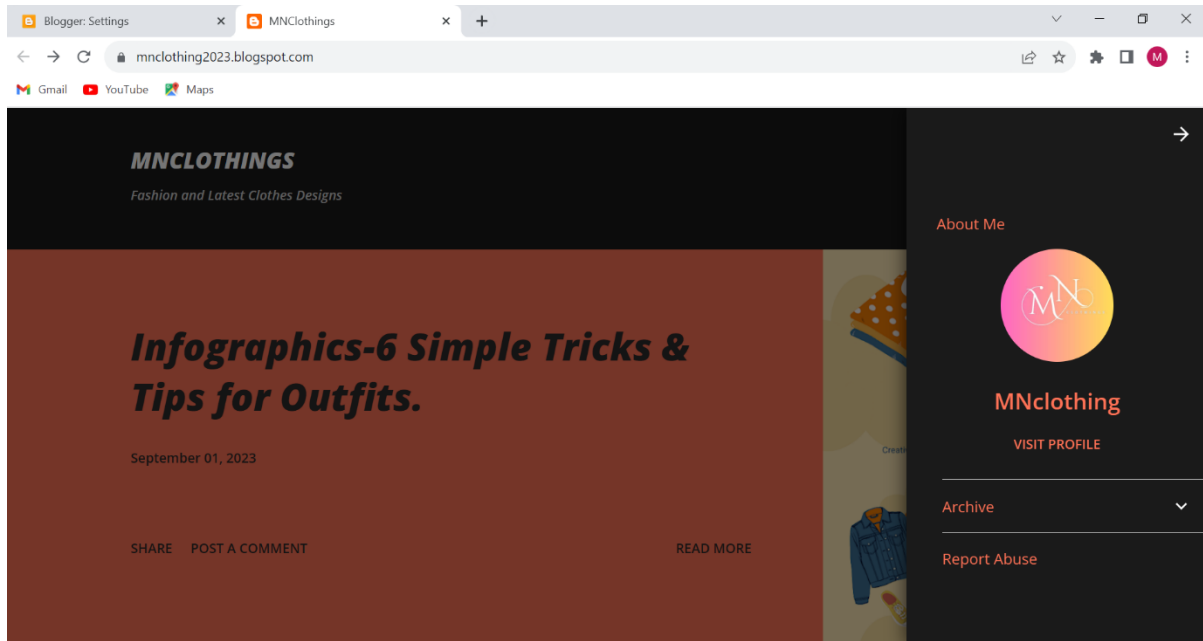 Blogger: Settings
MNClothings
mnclothing2023.blogspot.com
M
Gmail
YouTube
Maps
MNCLOTHINGS
Fashion and Latest Clothes Designs
Infographics-6 Simple Tricks &
Tips for Outfits.
September 01, 2023
SHARE POST A COMMENT READ MORE
About Me
MN
MNclothing
VISIT PROFILE
Archive
Report Abuse